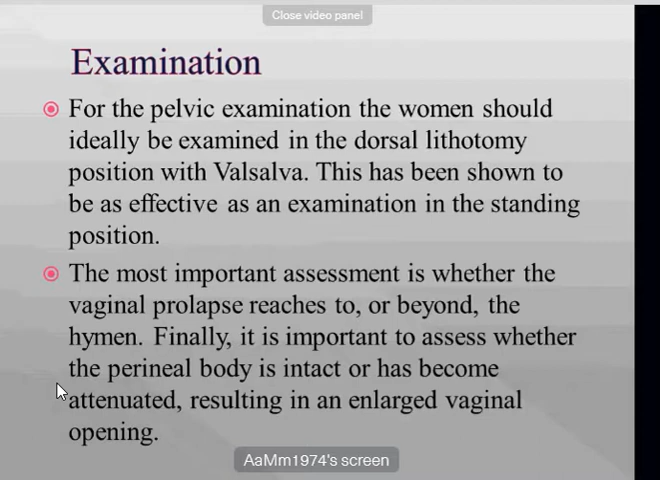 Close video panel
Examination
For the pelvic examination the women should
ideally be examined in the dorsal lithotomy
position with Valsalva. This has been shown to
be as effective as an examination in the standing
position.
The most important assessment is whether the
vaginal prolapse reaches to, or beyond, the
hymen. Finally, it is important to assess whether
the perineal body is intact or has become
attenuated, resulting in an enlarged vaginal
opening.
AaMm1974's screen